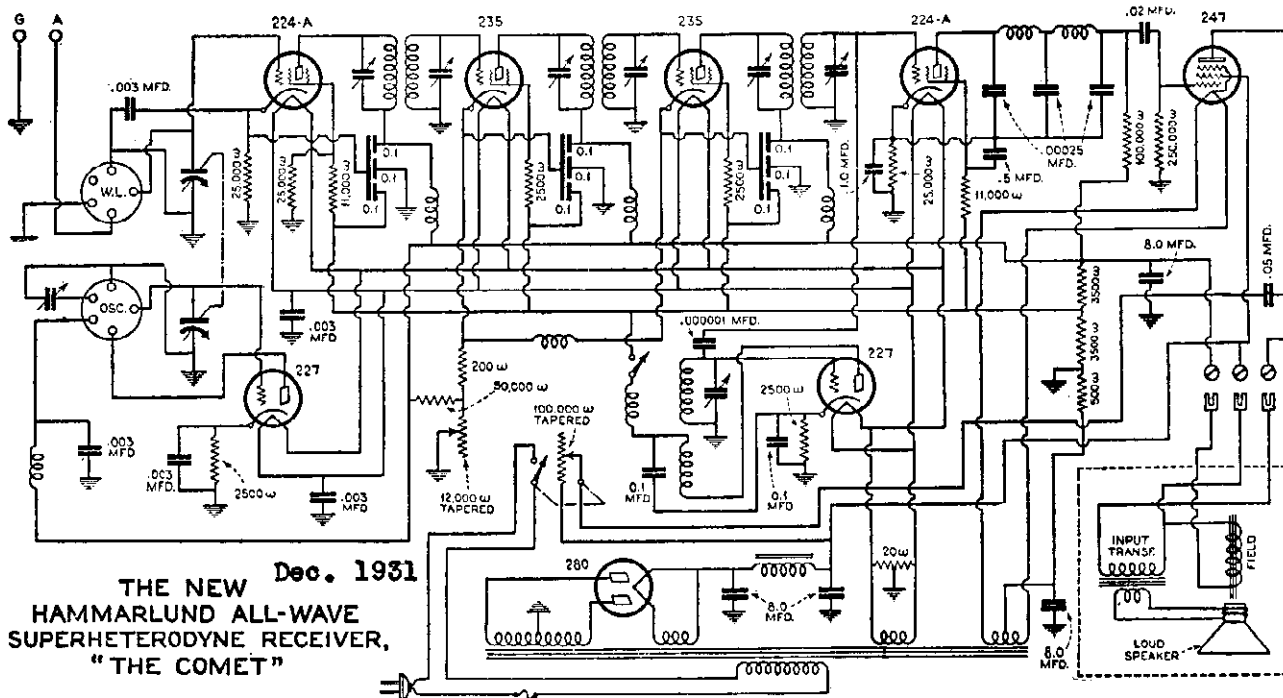 G
A
224-A
235
235
224-A
.02 MFD.
247
.003 MFD.
W.L.
25,000 ω
25,000 ω
11,000 ω
0.1
0.1
0.1
2500 ω
0.1
0.1
0.1
2500 ω
0.1
0.1
0.1
1.0 MFD.
25,000 ω
.00025
MFD.
.5 MFD.
11,000 ω
100,000 ω
250,000 ω
8.0 MFD.
.05 MFD.
OSC.
.003
MFD
227
.003
MFD
.003
MFD.
2500 ω
.003
MFD
200 ω
50,000 ω
100,000 ω
TAPERED
12,000 ω
TAPERED
.000001 MFD.
227
2500 ω
0.1
MFD
0.1
MFD
3500 ω
3500 ω
500 ω
280
8.0
MFD.
20 ω
8.0
MFD.
INPUT
TRANSF.
FIELD
LOUD
SPEAKER
Dec. 1931
THE NEW
HAMMARLUND ALL-WAVE
SUPERHETERODYNE RECEIVER,
"THE COMET"